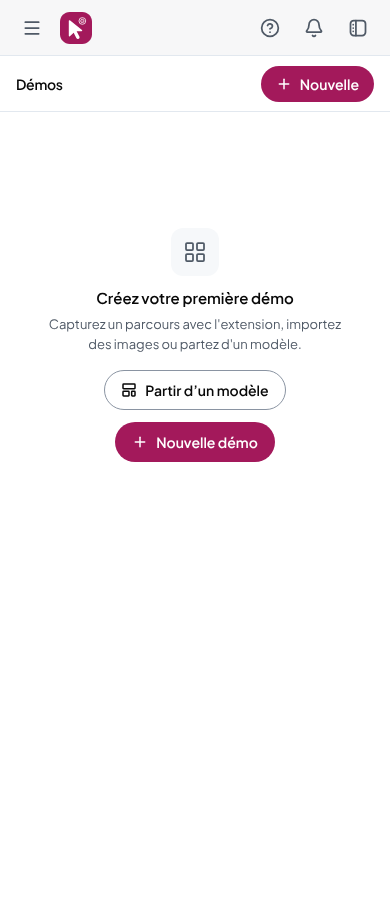 Démos
Nouvelle
Créez votre première démo
Capturez un parcours avec l'extension, importez
des images ou partez d'un modèle.
Partir d’un modèle
Nouvelle démo